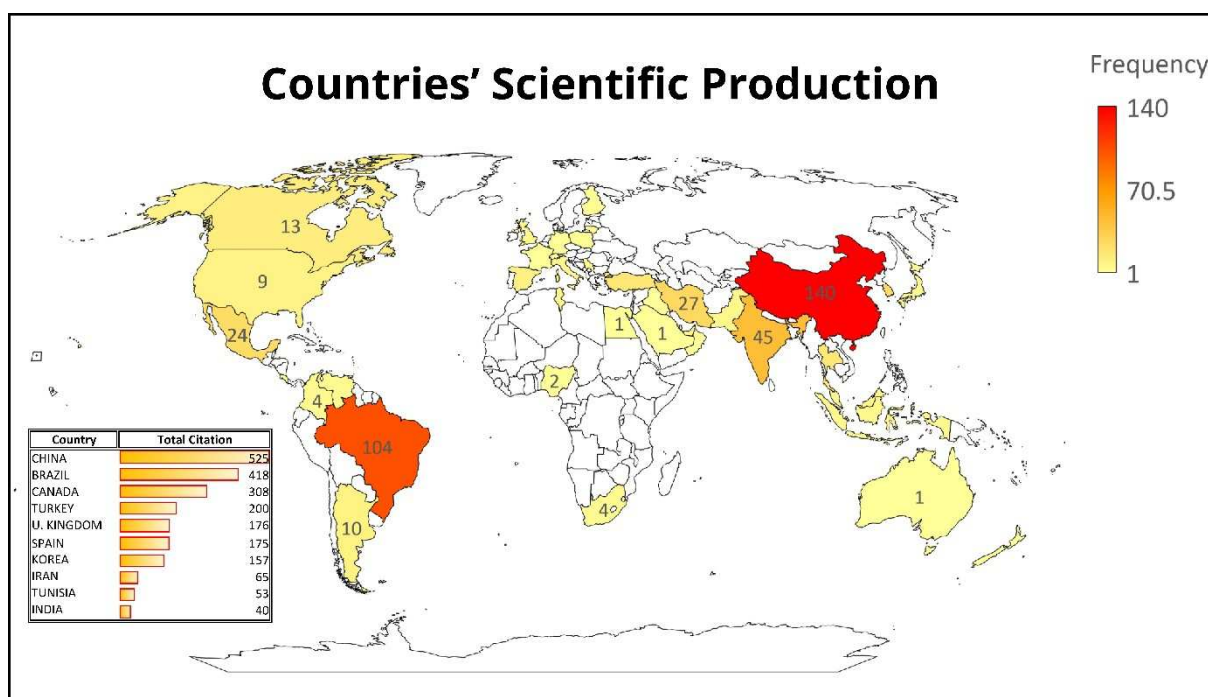 Countries’ Scientific Production
Frequency
140
70.5
1
13
9
24
4
104
10
1
2
4
1
27
45
140
1
Country Total Citation
CHINA 525
BRAZIL 418
CANADA 308
TURKEY 200
U. KINGDOM 176
SPAIN 175
KOREA 157
IRAN 65
TUNISIA 53
INDIA 40